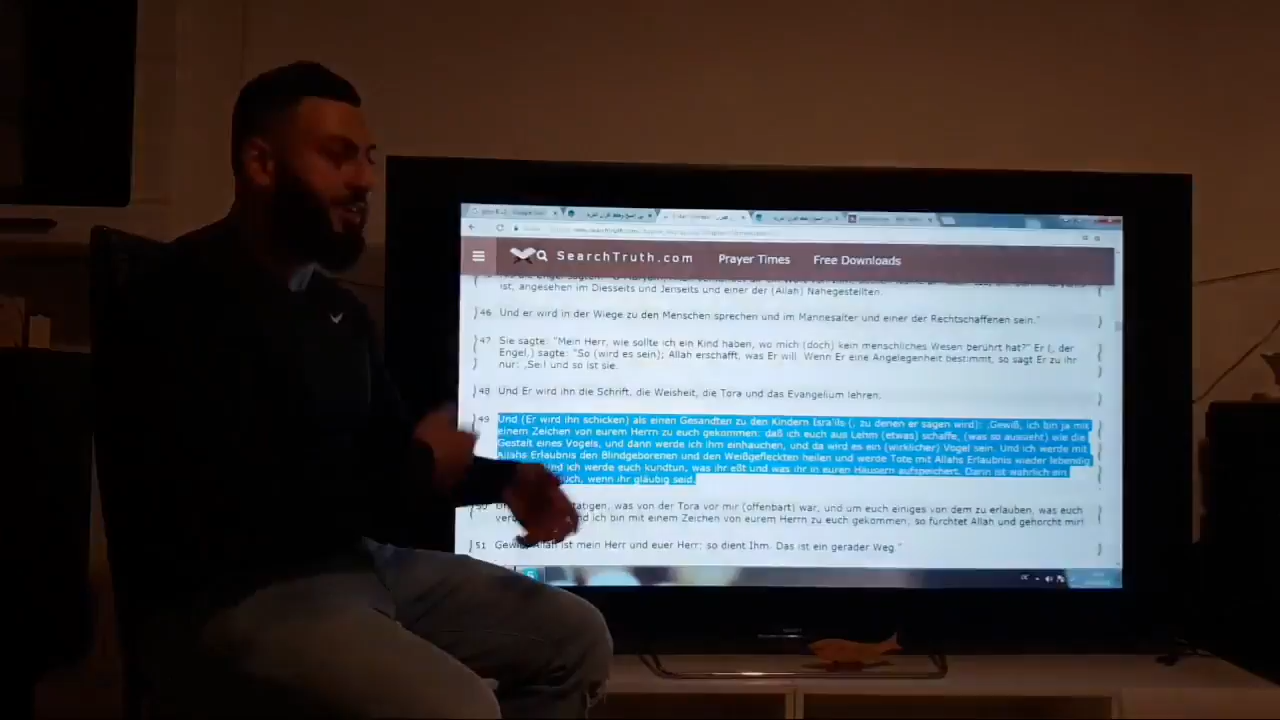 SearchTruth.com Prayer Times Free Downloads
ist, angesehen im Diesseits und Jenseits und einer der (Allah) Nahegestellten.
46 Und er wird in der Wiege zu den Menschen sprechen und im Mannesalter und einer der Rechtschaffenen sein."
47 Sie sagte: "Mein Herr, wie sollte ich ein Kind haben, wo mich (doch) kein menschliches Wesen berührt hat?" Er (, der
Engel,) sagte: "So (wird es sein); Allah erschafft, was Er will. Wenn Er eine Angelegenheit bestimmt, so sagt Er zu ihr
nur: ‚Sei! und so ist sie.
48 Und Er wird ihn die Schrift, die Weisheit, die Tora und das Evangelium lehren,
49 Und (Er wird ihn schicken) als einen Gesandten zu den Kindern Isra'ils (, zu denen er sagen wird): ‚Gewiß, ich bin ja mit
einem Zeichen von eurem Herrn zu euch gekommen: daß ich euch aus Lehm (etwas) schaffe, (was so aussieht) wie die
Gestalt eines Vogels, und dann werde ich ihm einhauchen, und da wird es ein (wirklicher) Vogel sein. Und ich werde mit
Allahs Erlaubnis den Blindgeborenen und den Weißgefleckten heilen und werde Tote mit Allahs Erlaubnis wieder lebendig
und ich werde euch kundtun, was ihr eßt und was ihr in euren Häusern aufspeichert. Darin ist wahrlich ein
euch, wenn ihr gläubig seid.
50 was von der Tora vor mir (offenbart) war, und um euch einiges von dem zu erlauben, was euch
und ich bin mit einem Zeichen von eurem Herrn zu euch gekommen, so fürchtet Allah und gehorcht mir!
51 Gewiß, Allah ist mein Herr und euer Herr; so dient Ihm. Das ist ein gerader Weg."